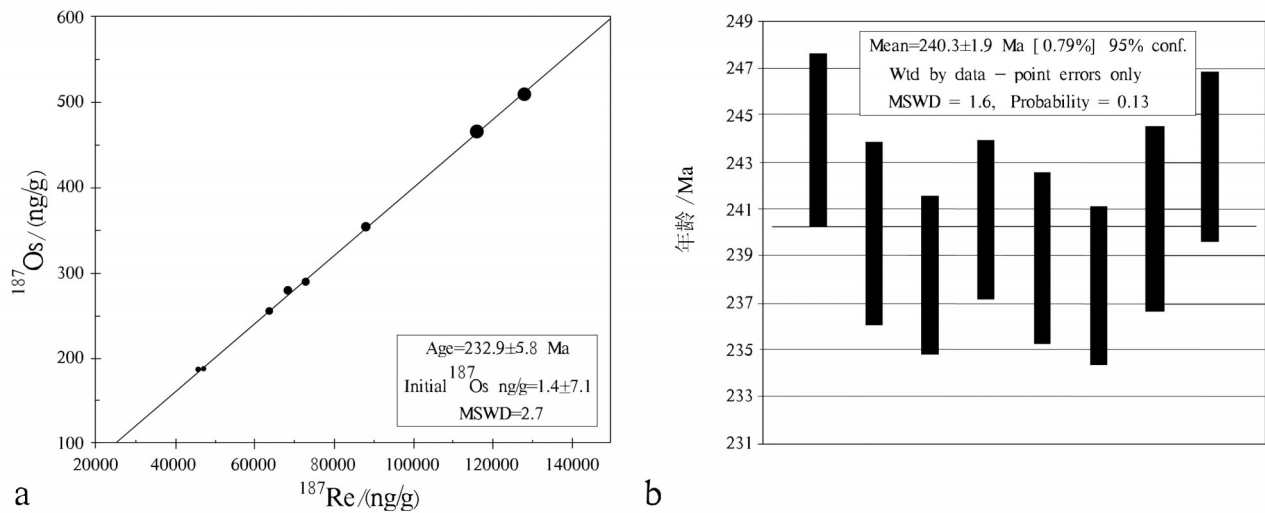 600
500
400
300
200
100
20000 40000 60000 80000 100000 120000 140000
¹⁸⁷Os/(ng/g)
¹⁸⁷Re/(ng/g)
Age=232.9±5.8 Ma
Initial ¹⁸⁷Os ng/g=1.4±7.1
MSWD=2.7
a
249
247
245
243
241
239
237
235
233
231
年龄/Ma
Mean=240.3±1.9 Ma [0.79%] 95% conf.
Wtd by data – point errors only
MSWD = 1.6, Probability = 0.13
b